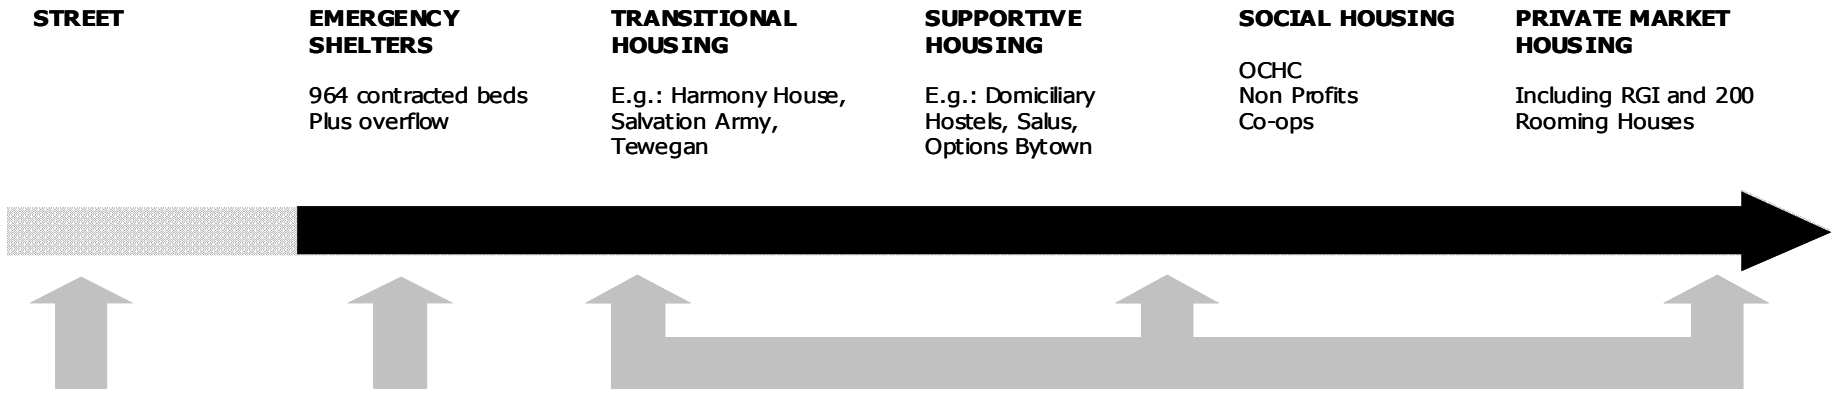 STREET
EMERGENCY
SHELTERS
964 contracted beds
Plus overflow
TRANSITIONAL
HOUSING
E.g.: Harmony House,
Salvation Army,
Tewegan
SUPPORTIVE
HOUSING
E.g.: Domiciliary
Hostels, Salus,
Options Bytown
SOCIAL HOUSING
OCHC
Non Profits
Co-ops
PRIVATE MARKET
HOUSING
Including RGI and 200
Rooming Houses